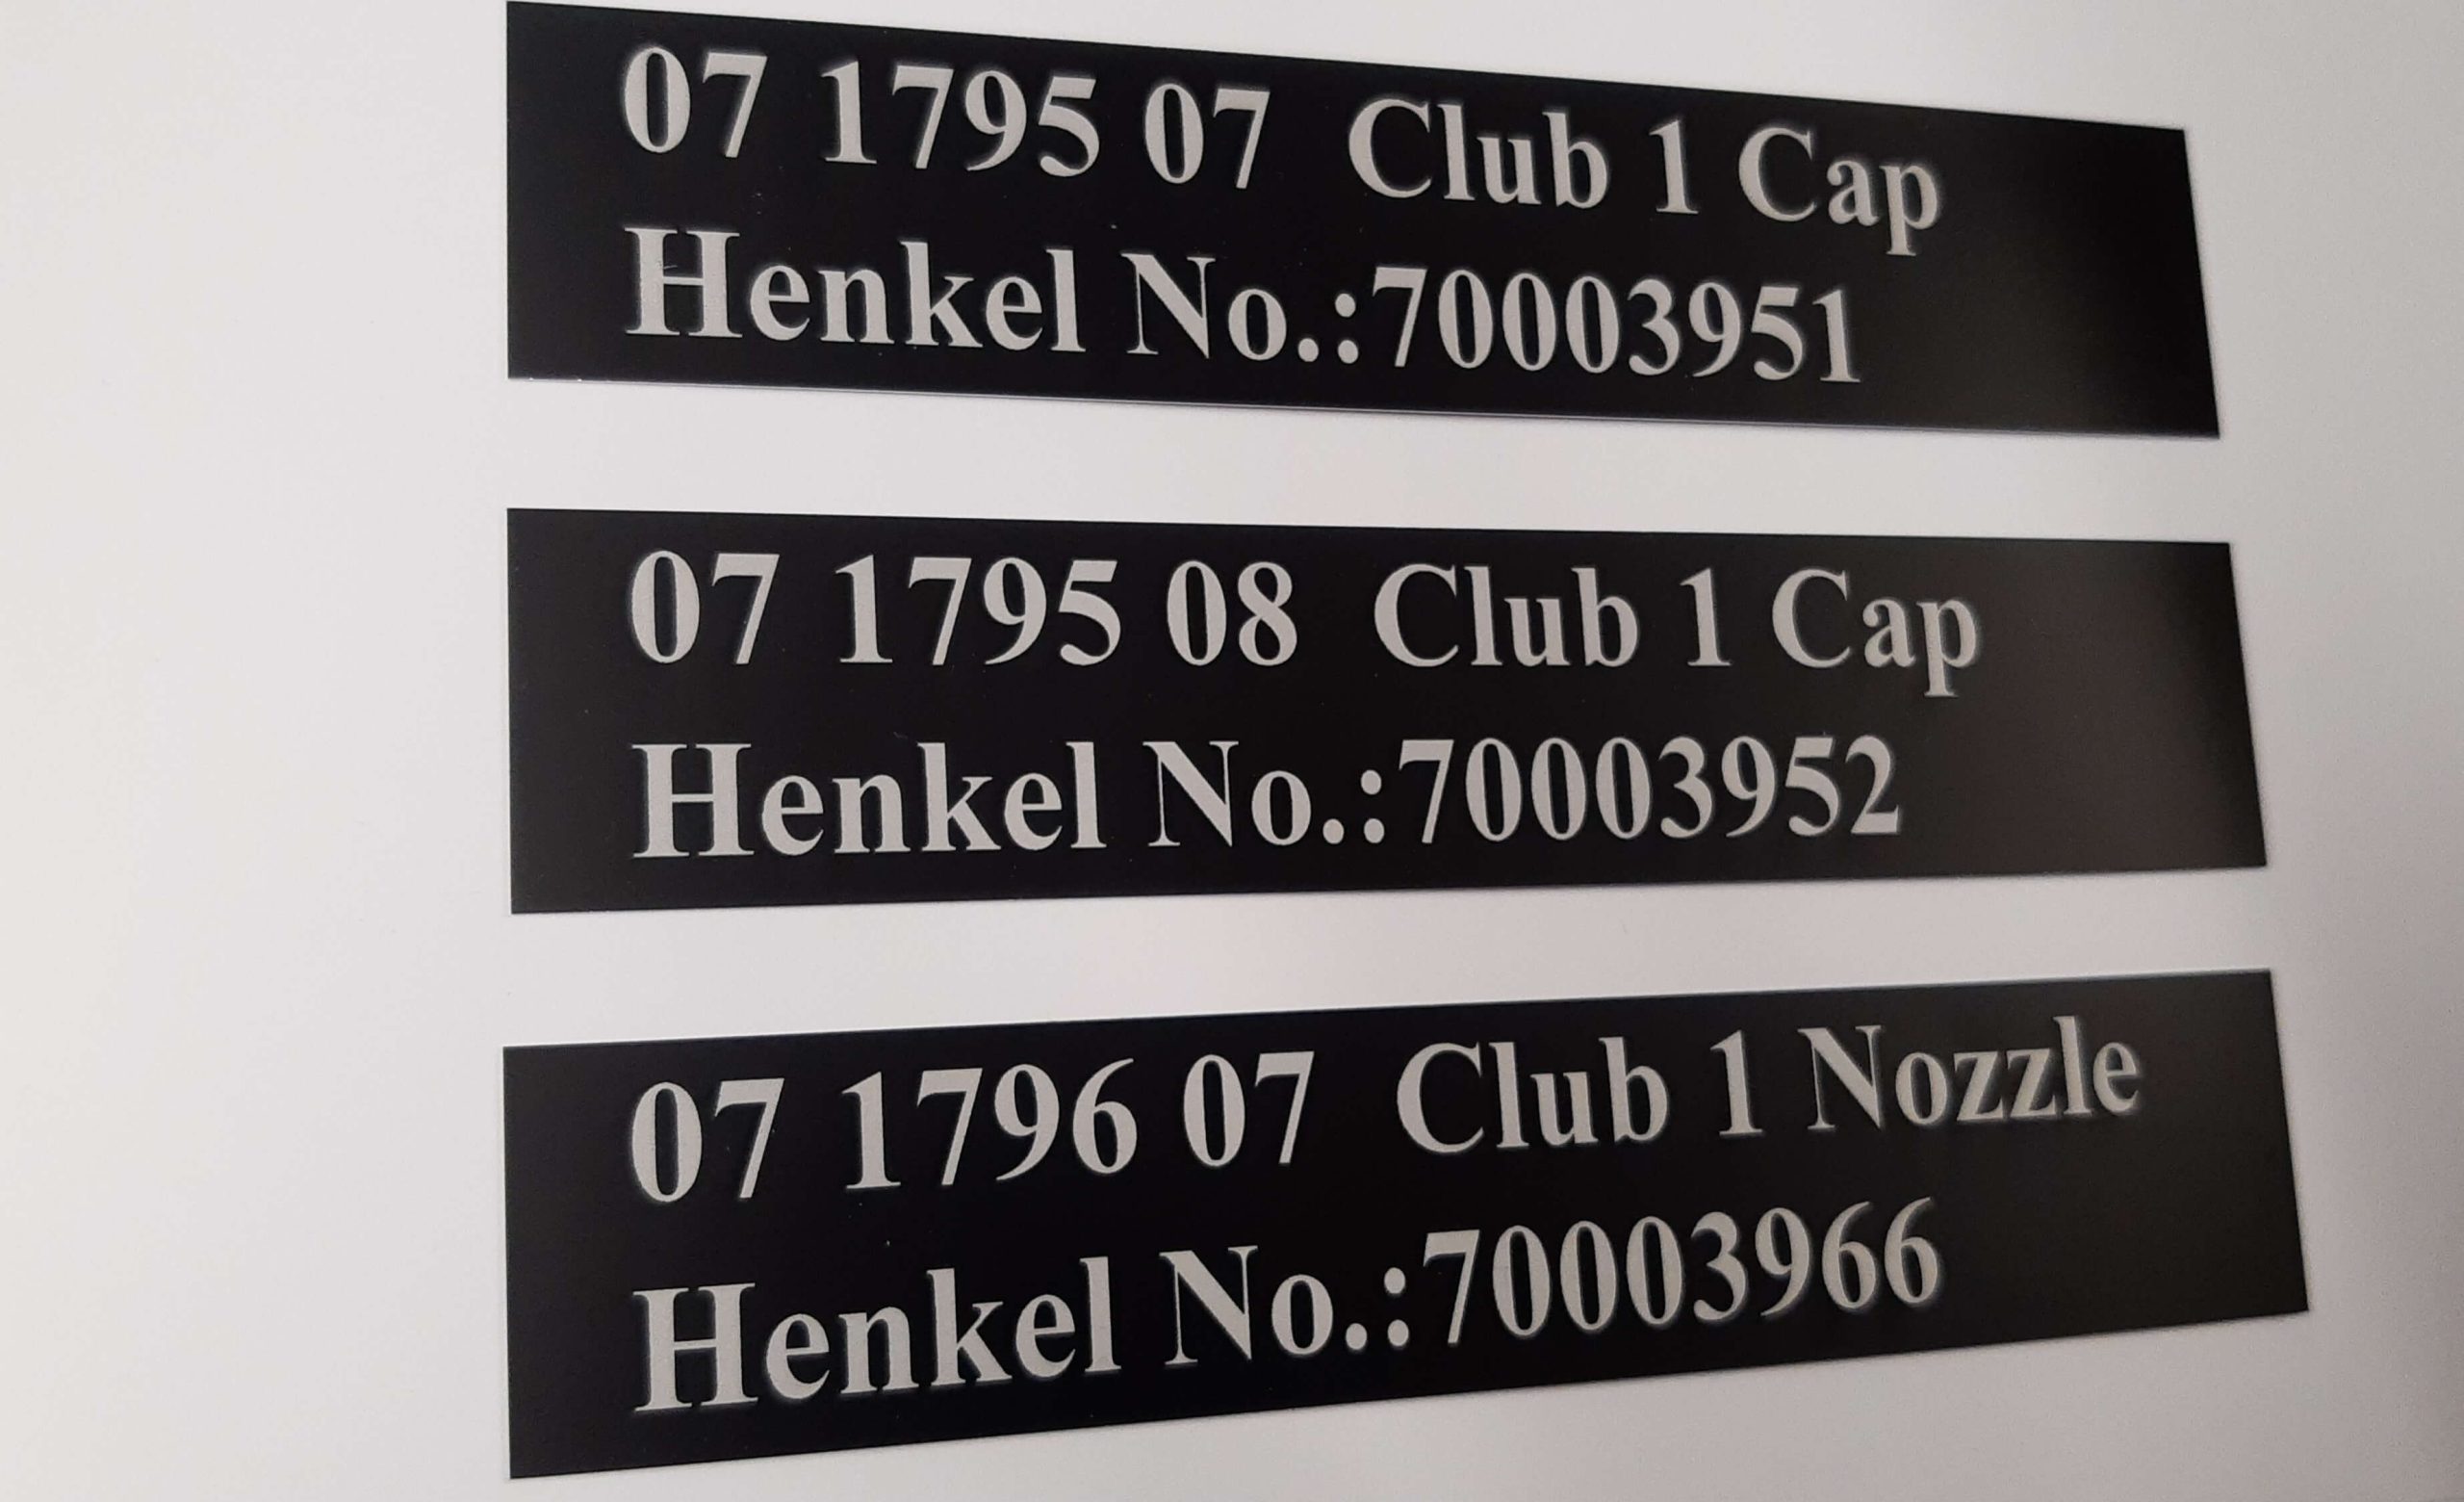 07 1795 07  Club 1 Cap
Henkel No.:70003951
07 1795 08  Club 1 Cap
Henkel No.:70003952
07 1796 07  Club 1 Nozzle
Henkel No.:70003966